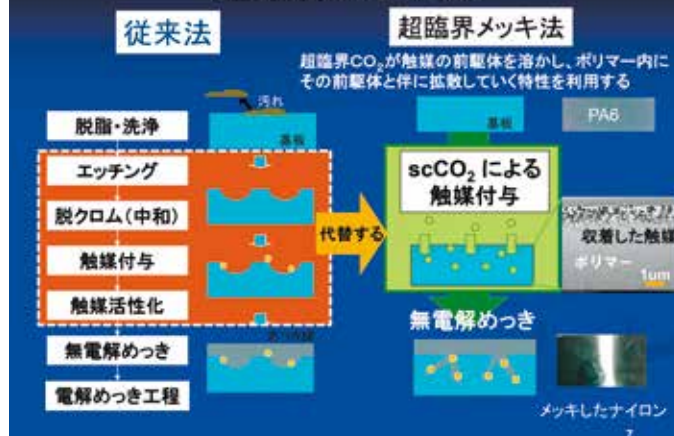 従来法
超臨界メッキ法
超臨界CO₂が触媒の前駆体を溶かし、ポリマー内に
その前駆体と伴に拡散していく特性を利用する
汚れ
脱脂・洗浄
基板
エッチング
脱クロム(中和)
触媒付与
触媒活性化
無電解めっき
電解めっき工程
代替する
基板
PA6
scCO₂による
触媒付与
収着した触媒
ポリマー
1um
無電解めっき
メッキしたナイロン